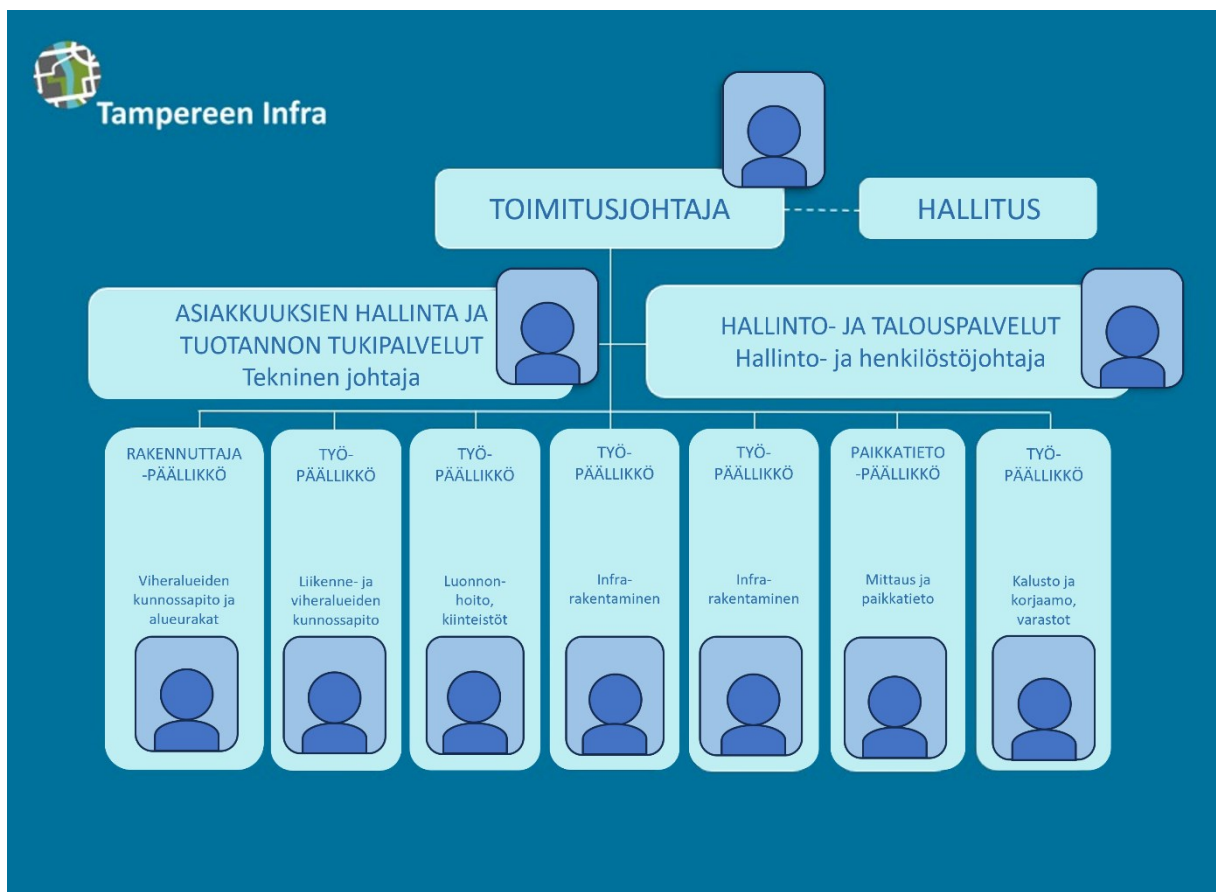 Tampereen Infra
TOIMITUSJOHTAJA
HALLITUS
ASIAKKUUKSIEN HALLINTA JA
TUOTANNON TUKIPALVELUT
Tekninen johtaja
HALLINTO- JA TALOUSPALVELUT
Hallinto- ja henkilöstöjohtaja
RAKENNUTTAJA
-PÄÄLLIKKÖ
Viheralueiden
kunnossapito ja
alueurakat
TYÖ-
PÄÄLLIKKÖ
Liikenne- ja
viheralueiden
kunnossapito
TYÖ-
PÄÄLLIKKÖ
Luonnon-
hoito,
kiinteistöt
TYÖ-
PÄÄLLIKKÖ
Infra-
rakentaminen
TYÖ-
PÄÄLLIKKÖ
Infra-
rakentaminen
PAIKKATIETO
-PÄÄLLIKKÖ
Mittaus ja
paikkatieto
TYÖ-
PÄÄLLIKKÖ
Kalusto ja
korjaamo,
varastot